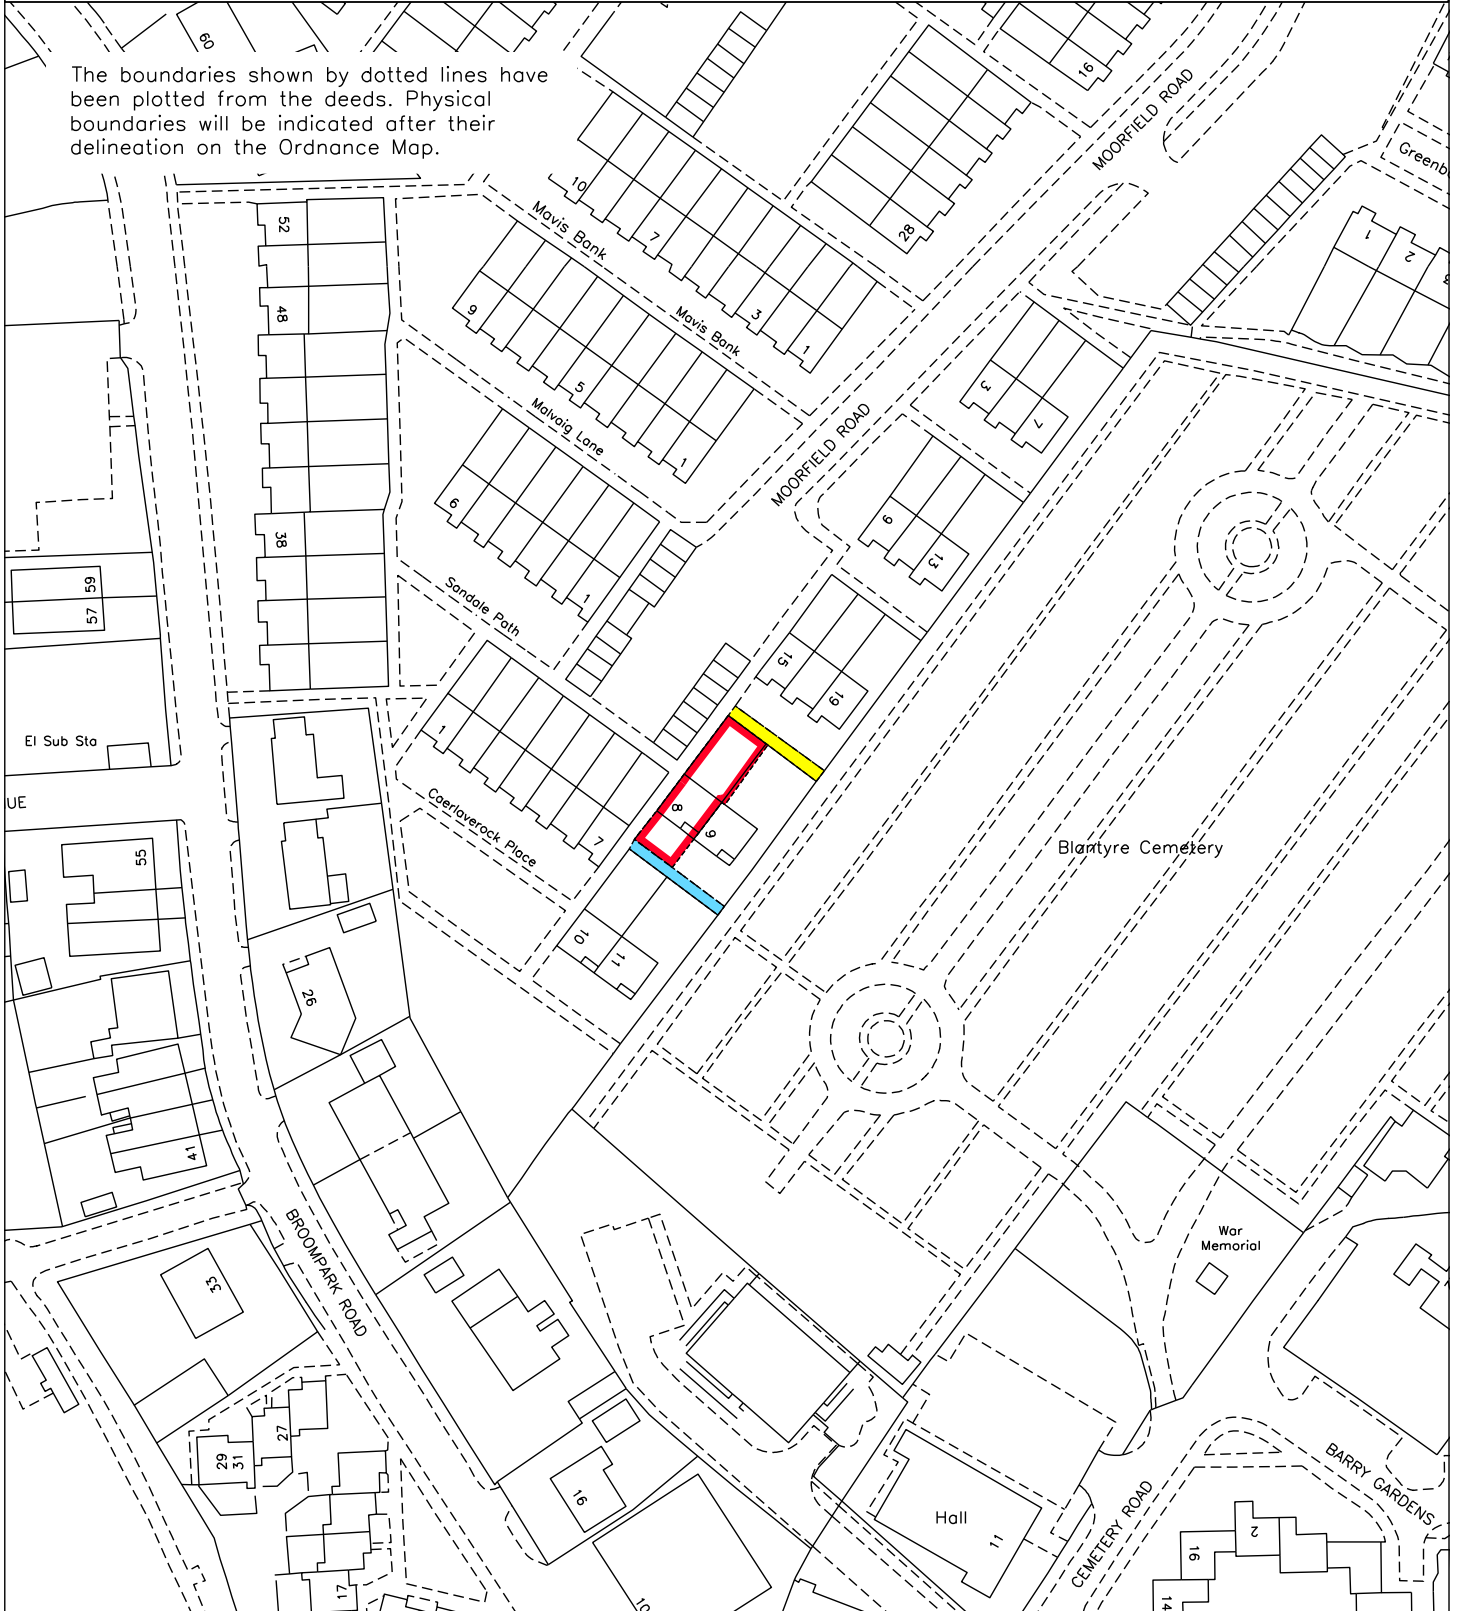 The boundaries shown by dotted lines have
been plotted from the deeds. Physical
boundaries will be indicated after their
delineation on the Ordnance Map.
60
16
MOORFIELD ROAD
Greenb
10
7
3
1
28
Mavis Bank
Mavis Bank
1
2
3
52
48
38
9
5
1
Malvaig Lane
MOORFIELD ROAD
3
7
6
1
9
13
59
57
Sandale Path
15
19
El Sub Sta
UE
1
7
Caerlaverock Place
8
9
Blantyre Cemetery
55
10
11
26
41
War
Memorial
33
BROOMPARK ROAD
27
29
31
16
17
10
Hall
11
CEMETERY ROAD
BARRY GARDENS
2
16
14